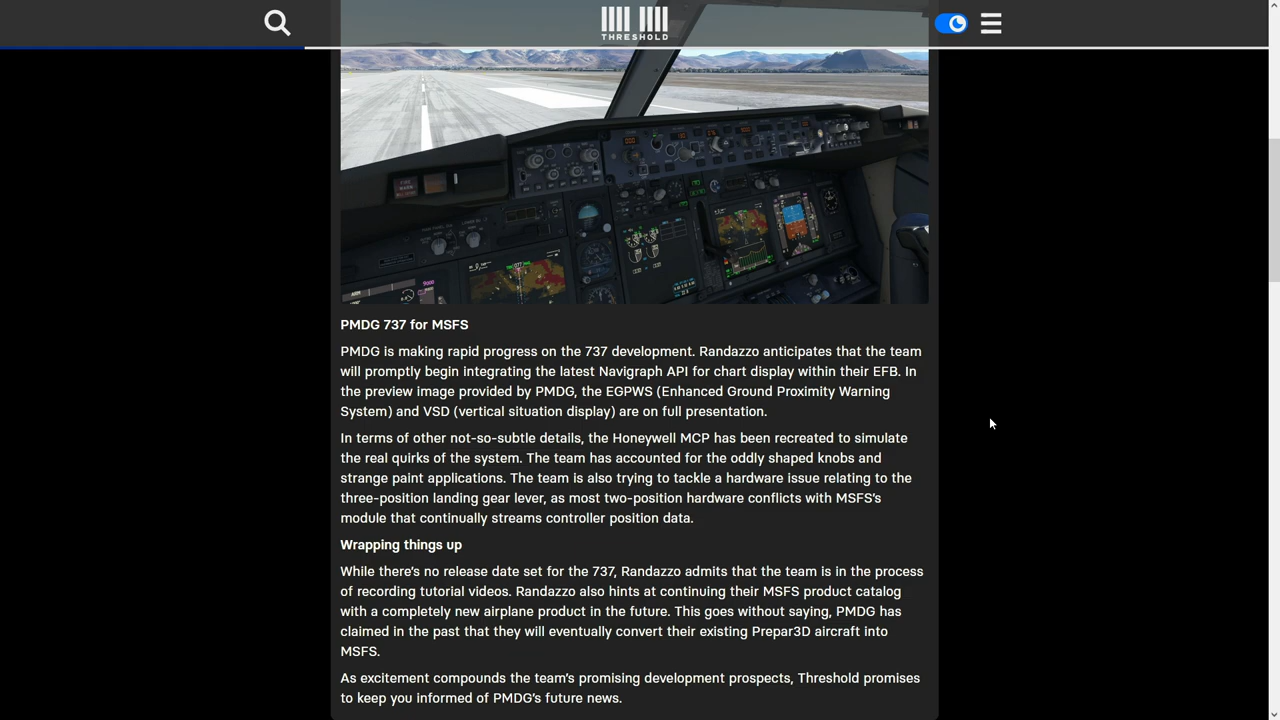 THRESHOLD
PMDG 737 for MSFS
PMDG is making rapid progress on the 737 development. Randazzo anticipates that the team
will promptly begin integrating the latest Navigraph API for chart display within their EFB. In
the preview image provided by PMDG, the EGPWS (Enhanced Ground Proximity Warning
System) and VSD (vertical situation display) are on full presentation.
In terms of other not-so-subtle details, the Honeywell MCP has been recreated to simulate
the real quirks of the system. The team has accounted for the oddly shaped knobs and
strange paint applications. The team is also trying to tackle a hardware issue relating to the
three-position landing gear lever, as most two-position hardware conflicts with MSFS’s
module that continually streams controller position data.
Wrapping things up
While there’s no release date set for the 737, Randazzo admits that the team is in the process
of recording tutorial videos. Randazzo also hints at continuing their MSFS product catalog
with a completely new airplane product in the future. This goes without saying, PMDG has
claimed in the past that they will eventually convert their existing Prepar3D aircraft into
MSFS.
As excitement compounds the team’s promising development prospects, Threshold promises
to keep you informed of PMDG’s future news.